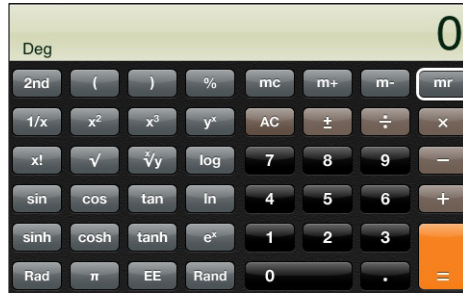 0
Deg
2nd ( ) % mc m+ m- mr
1/x x² x³ yˣ AC ± ÷ ×
x! √ ˣ√y log 7 8 9 −
sin cos tan ln 4 5 6 +
sinh cosh tanh eˣ 1 2 3
Rad π EE Rand 0 . =